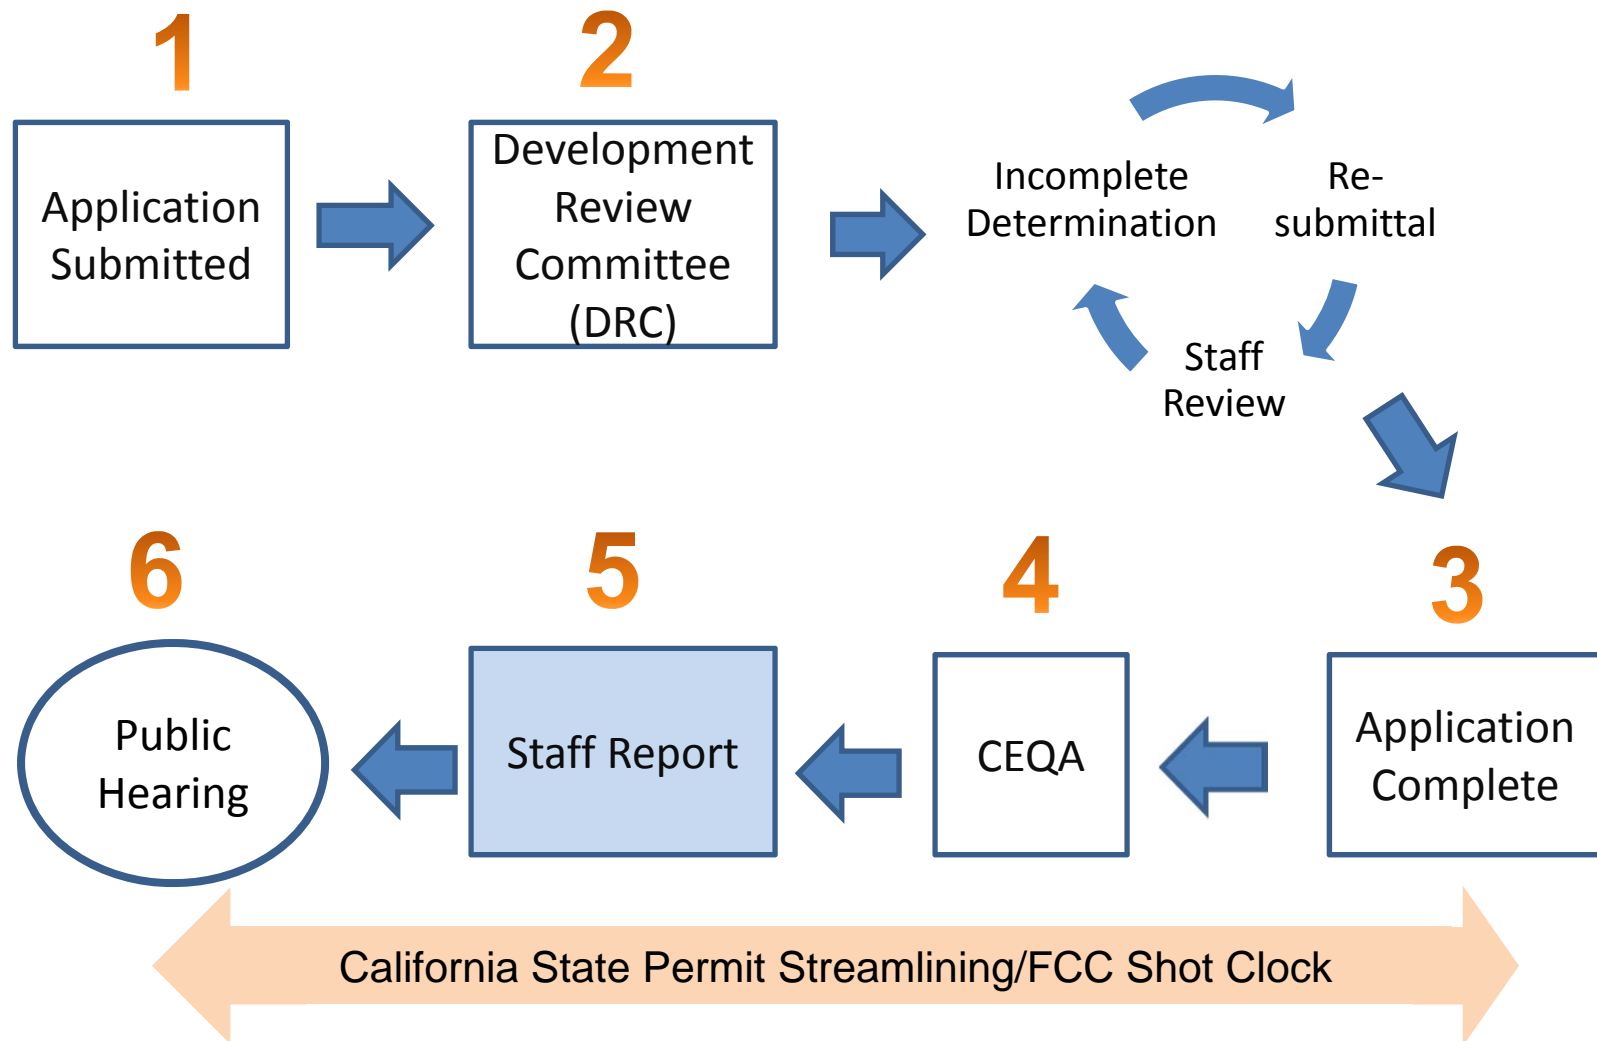 1
Application
Submitted
2
Development
Review
Committee
(DRC)
Incomplete
Determination
Re-
submittal
Staff
Review
3
Application
Complete
4
CEQA
5
Staff Report
6
Public
Hearing
California State Permit Streamlining/FCC Shot Clock